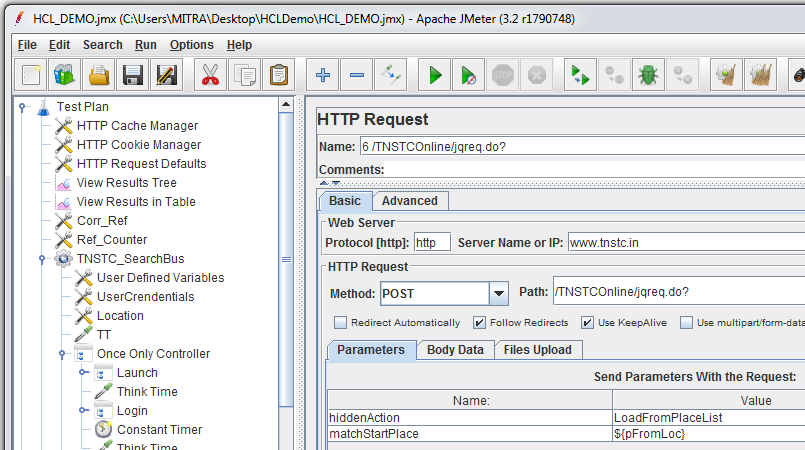 HCL_DEMO.jmx (C:\Users\MITRA\Desktop\HCLDemo\HCL_DEMO.jmx) - Apache JMeter (3.2 r1790748)
File Edit Search Run Options Help
Test Plan
HTTP Cache Manager
HTTP Cookie Manager
HTTP Request Defaults
View Results Tree
View Results in Table
Corr_Ref
Ref_Counter
TNSTC_SearchBus
User Defined Variables
UserCrendentials
Location
TT
Once Only Controller
Launch
Think Time
Login
Constant Timer
Think Time
HTTP Request
Name: 6 /TNSTCOnline/jqreq.do?
Comments:
Basic Advanced
Web Server
Protocol [http]: http Server Name or IP: www.tnstc.in
HTTP Request
Method: POST Path: /TNSTCOnline/jqreq.do?
Redirect Automatically Follow Redirects Use KeepAlive Use multipart/form-data
Parameters Body Data Files Upload
Send Parameters With the Request:
Name: Value
hiddenAction LoadFromPlaceList
matchStartPlace ${pFromLoc}